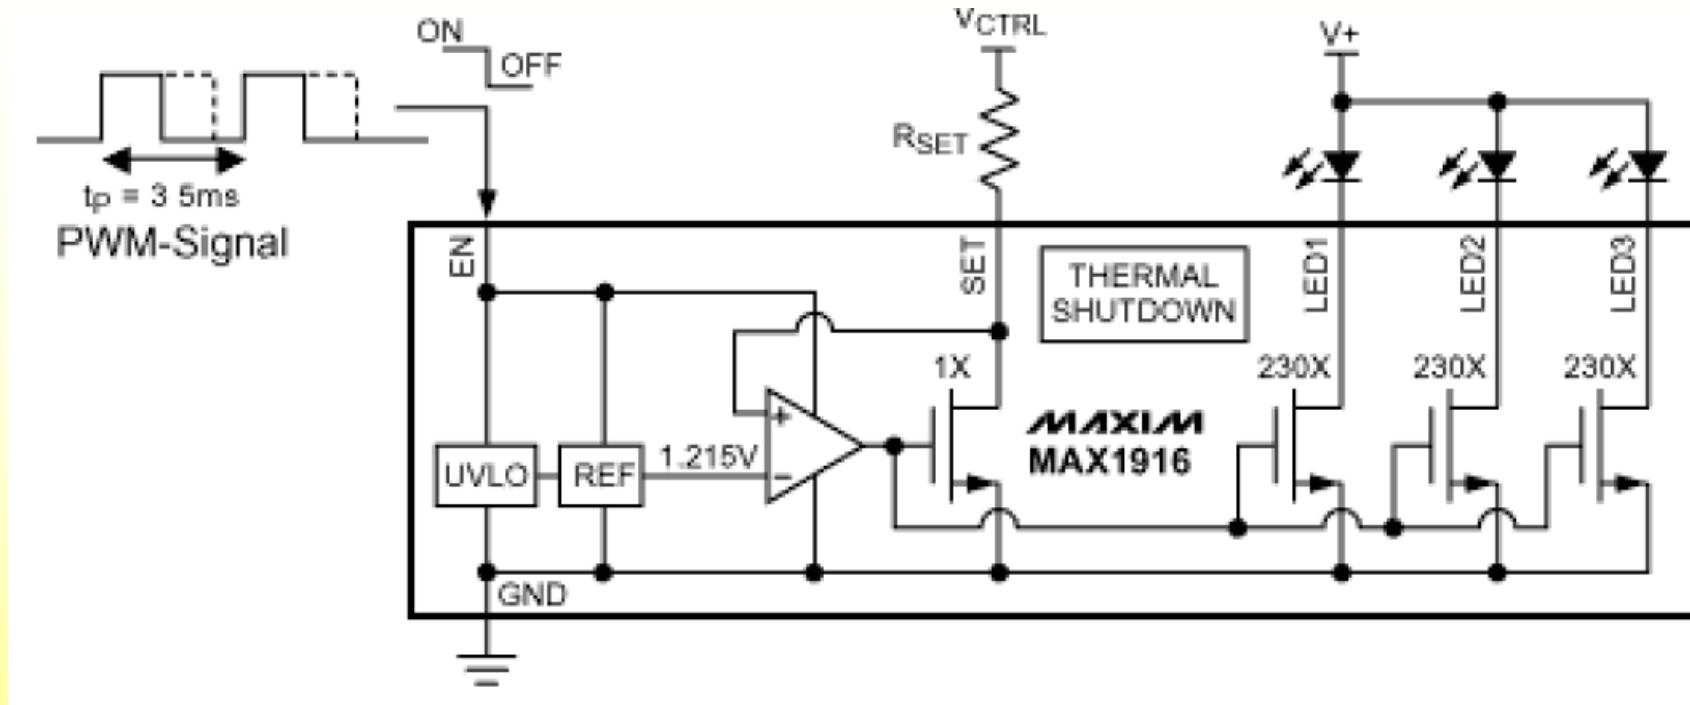 ON
OFF
VCTRL
V+
RSET
tP = 3 5ms
PWM-Signal
EN
SET
THERMAL
SHUTDOWN
LED1
LED2
LED3
1X
230X
230X
230X
MAXIM
MAX1916
+
1.215V
−
UVLO
REF
GND